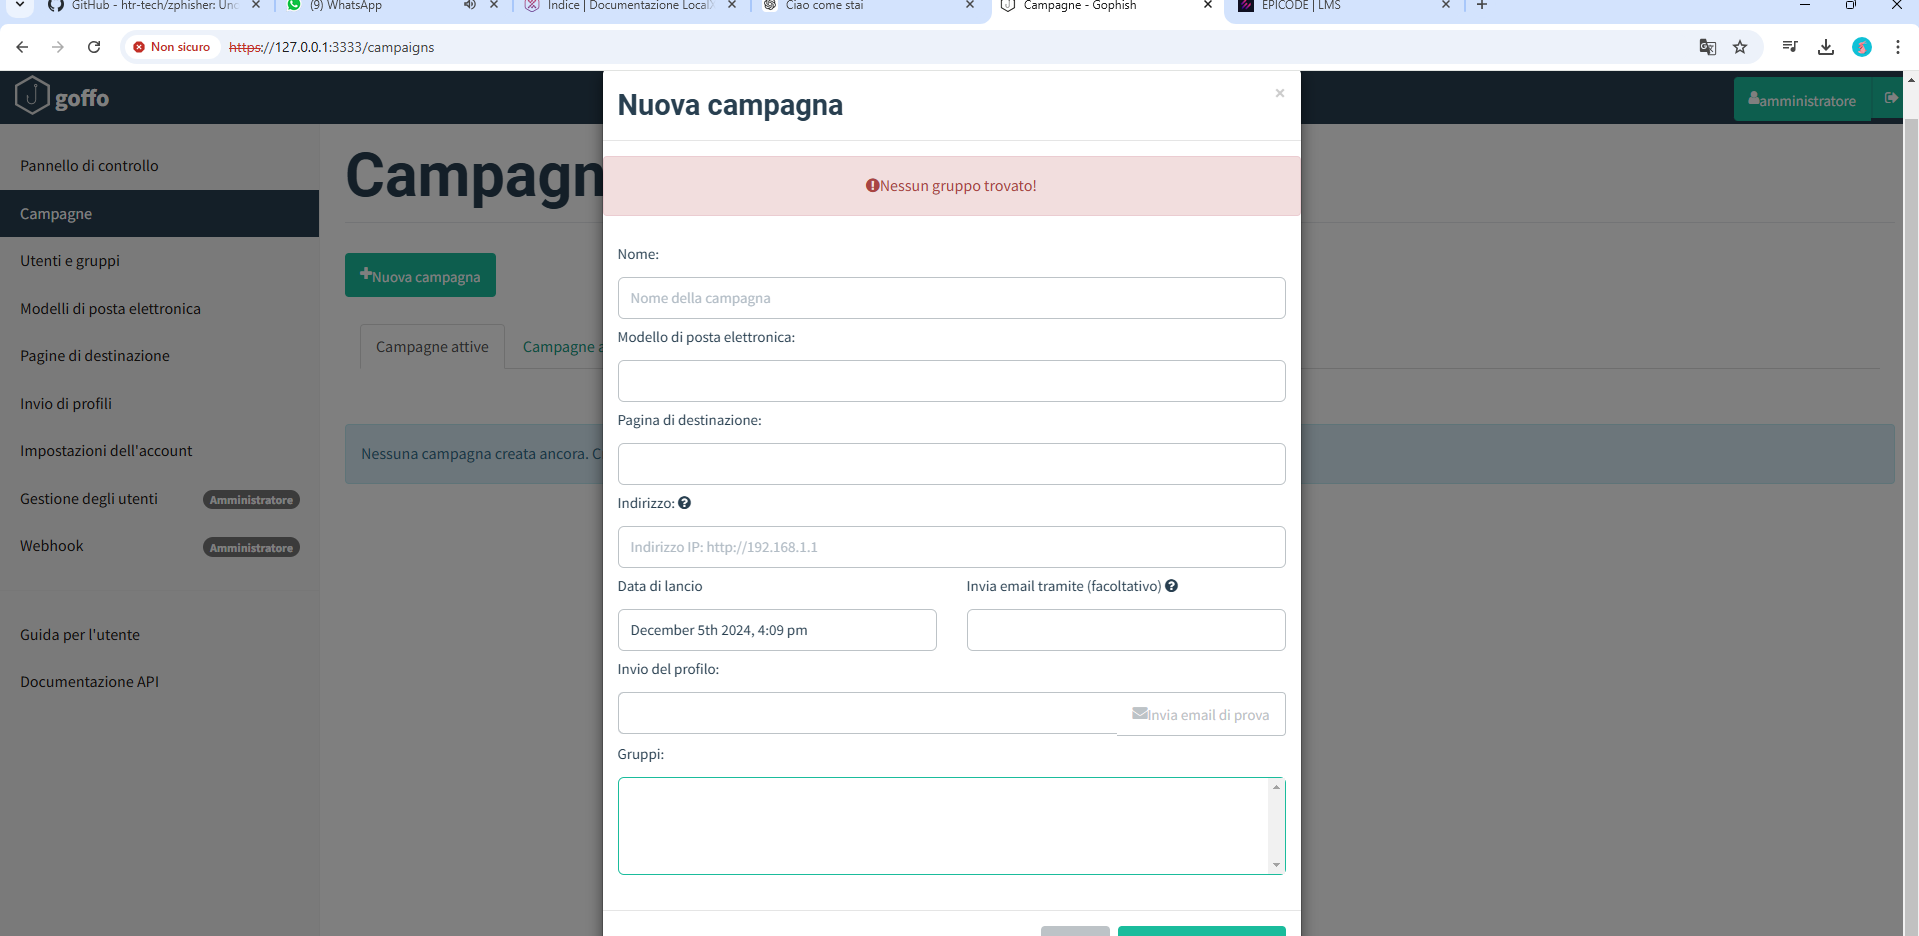 GitHub - htr-tech/zphisher: Unc
(9) WhatsApp
Indice | Documentazione Local
Ciao come stai
Campagne - Gophish
EPICODE | LMS
Non sicuro
https://127.0.0.1:3333/campaigns
goffo
amministratore
Pannello di controllo
Campagne
Utenti e gruppi
Modelli di posta elettronica
Pagine di destinazione
Invio di profili
Impostazioni dell'account
Gestione degli utenti Amministratore
Webhook Amministratore
Guida per l'utente
Documentazione API
Campagn
Nuova campagna
Campagne attive
Campagne a
Nessuna campagna creata ancora. C
Nuova campagna
×
Nessun gruppo trovato!
Nome:
Nome della campagna
Modello di posta elettronica:
Pagina di destinazione:
Indirizzo:
Indirizzo IP: http://192.168.1.1
Data di lancio
Invia email tramite (facoltativo)
December 5th 2024, 4:09 pm
Invio del profilo:
Invia email di prova
Gruppi: